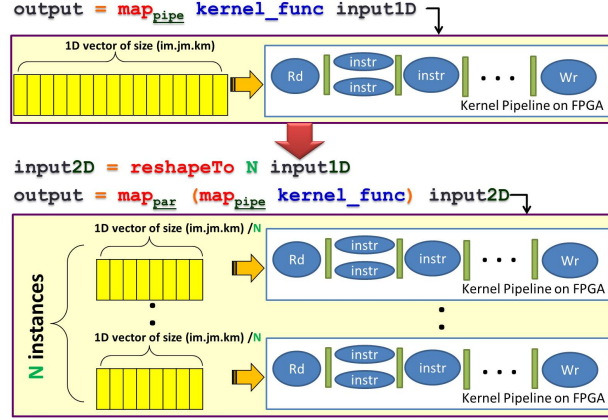 output = map_pipe kernel_func input1D
1D vector of size (im.jm.km)
Rd
instr
instr
instr
• • •
Wr
Kernel Pipeline on FPGA
input2D = reshapeTo N input1D
output = map_par (map_pipe kernel_func) input2D
N instances
1D vector of size (im.jm.km) /N
Rd
instr
instr
instr
• • •
Wr
Kernel Pipeline on FPGA
1D vector of size (im.jm.km) /N
Rd
instr
instr
instr
• • •
Wr
Kernel Pipeline on FPGA